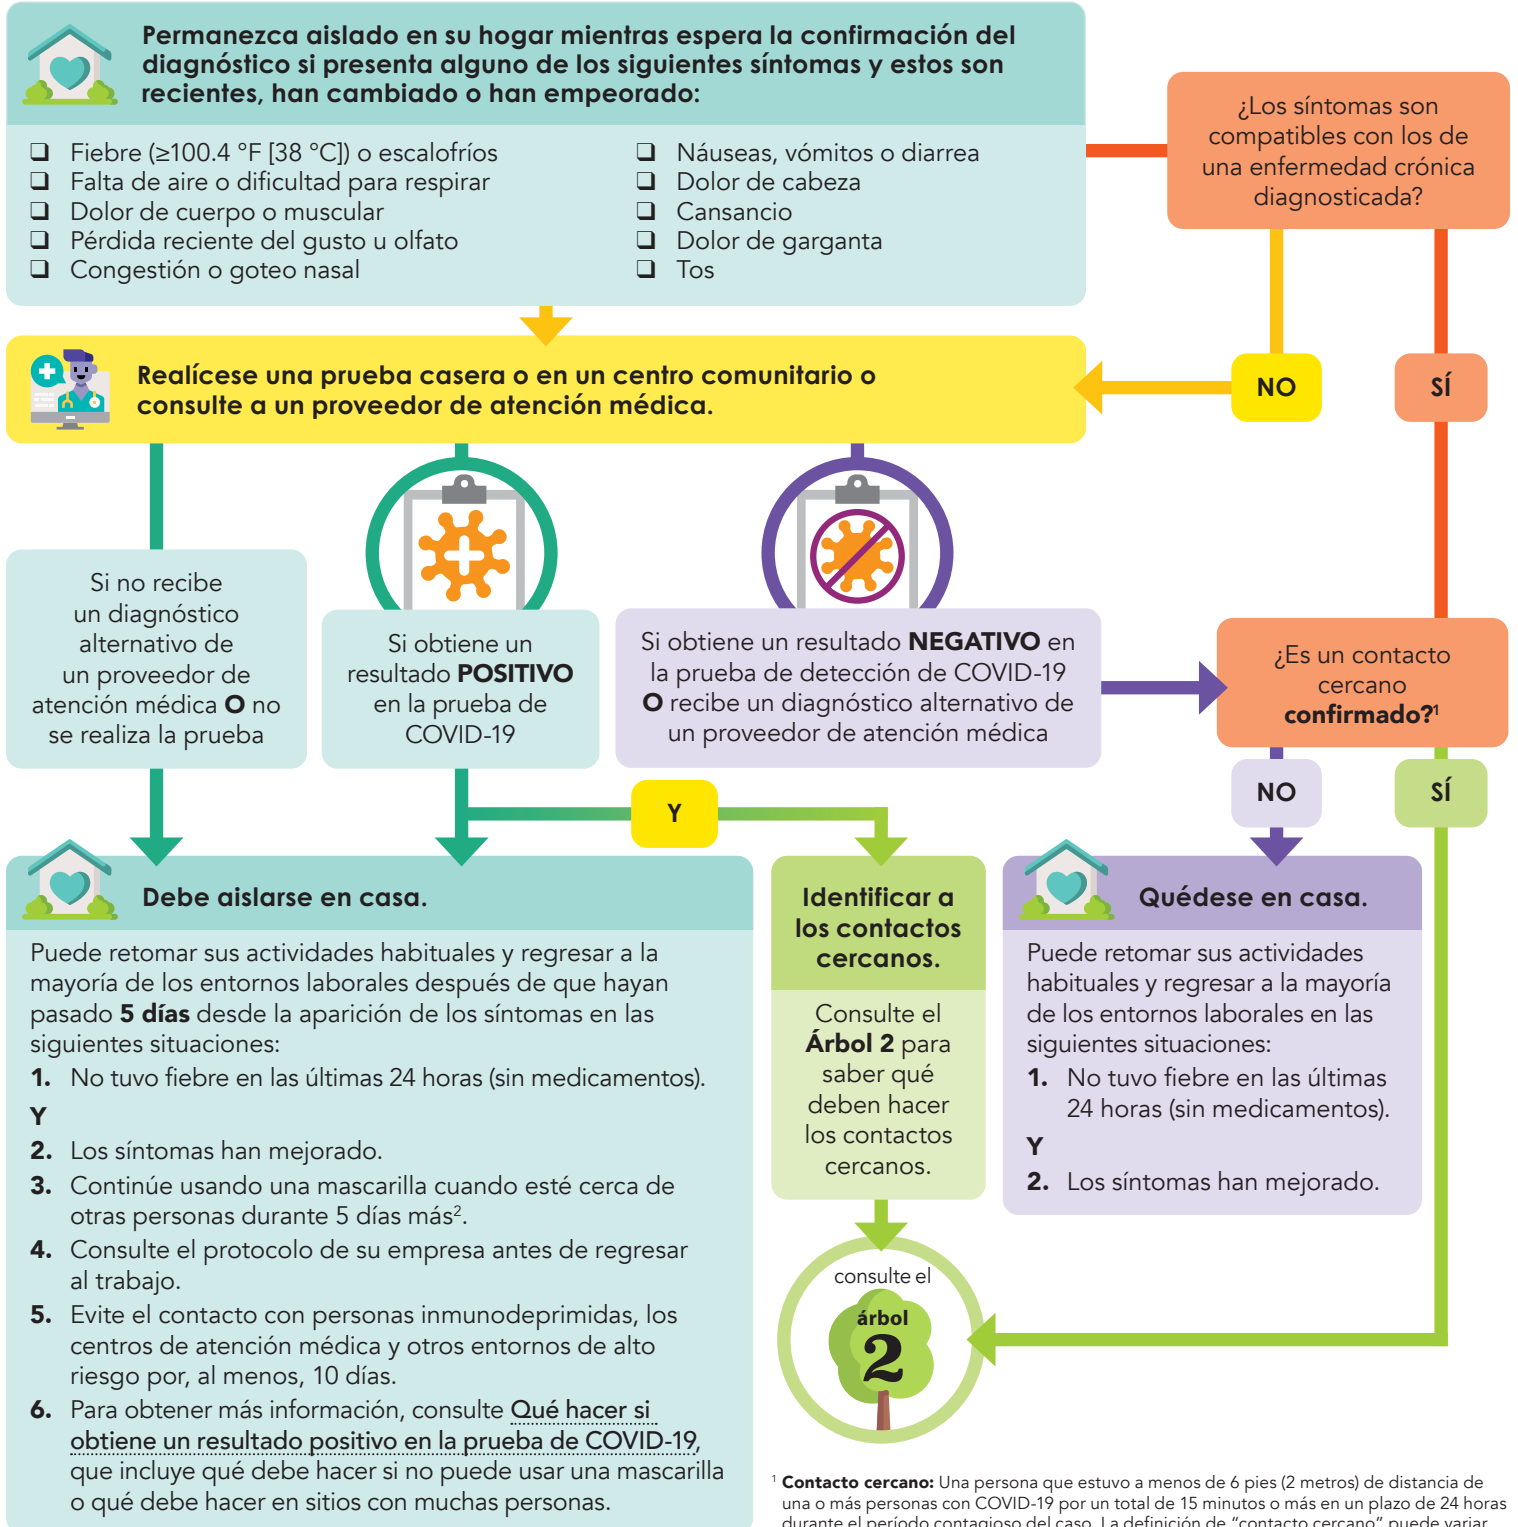 Permanezca aislado en su hogar mientras espera la confirmación del
diagnóstico si presenta alguno de los siguientes síntomas y estos son
recientes, han cambiado o han empeorado:
❑ Fiebre (≥100.4 °F [38 °C]) o escalofríos
❑ Falta de aire o dificultad para respirar
❑ Dolor de cuerpo o muscular
❑ Pérdida reciente del gusto u olfato
❑ Congestión o goteo nasal
❑ Náuseas, vómitos o diarrea
❑ Dolor de cabeza
❑ Cansancio
❑ Dolor de garganta
❑ Tos
¿Los síntomas son
compatibles con los de
una enfermedad crónica
diagnosticada?
NO
SÍ
Realícese una prueba casera o en un centro comunitario o
consulte a un proveedor de atención médica.
Si no recibe
un diagnóstico
alternativo de
un proveedor de
atención médica O no
se realiza la prueba
Si obtiene un
resultado POSITIVO
en la prueba de
COVID-19
Si obtiene un resultado NEGATIVO en
la prueba de detección de COVID-19
O recibe un diagnóstico alternativo de
un proveedor de atención médica
¿Es un contacto
cercano
confirmado?¹
Y
NO
SÍ
Debe aislarse en casa.
Puede retomar sus actividades habituales y regresar a la
mayoría de los entornos laborales después de que hayan
pasado 5 días desde la aparición de los síntomas en las
siguientes situaciones:
1. No tuvo fiebre en las últimas 24 horas (sin medicamentos).
Y
2. Los síntomas han mejorado.
3. Continúe usando una mascarilla cuando esté cerca de
otras personas durante 5 días más².
4. Consulte el protocolo de su empresa antes de regresar
al trabajo.
5. Evite el contacto con personas inmunodeprimidas, los
centros de atención médica y otros entornos de alto
riesgo por, al menos, 10 días.
6. Para obtener más información, consulte Qué hacer si
obtiene un resultado positivo en la prueba de COVID-19,
que incluye qué debe hacer si no puede usar una mascarilla
o qué debe hacer en sitios con muchas personas.
Identificar a
los contactos
cercanos.
Consulte el
Árbol 2 para
saber qué
deben hacer
los contactos
cercanos.
consulte el
árbol
2
Quédese en casa.
Puede retomar sus actividades
habituales y regresar a la mayoría
de los entornos laborales en las
siguientes situaciones:
1. No tuvo fiebre en las últimas
24 horas (sin medicamentos).
Y
2. Los síntomas han mejorado.
¹ Contacto cercano: Una persona que estuvo a menos de 6 pies (2 metros) de distancia de
una o más personas con COVID-19 por un total de 15 minutos o más en un plazo de 24 horas
durante el período contagioso del caso. La definición de "contacto cercano" puede variar